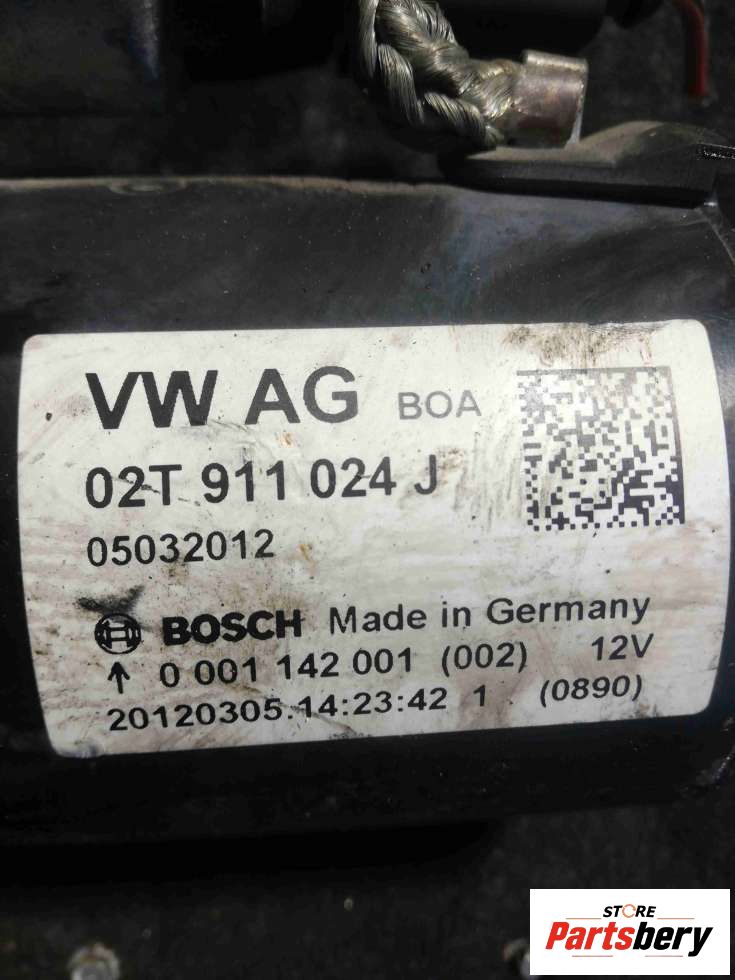 VW AG BOA
02T 911 024 J
05032012
BOSCH Made in Germany
↑ 0 001 142 001 (002) 12V
20120305.14:23:42 1 (0890)
STORE
Partsbery